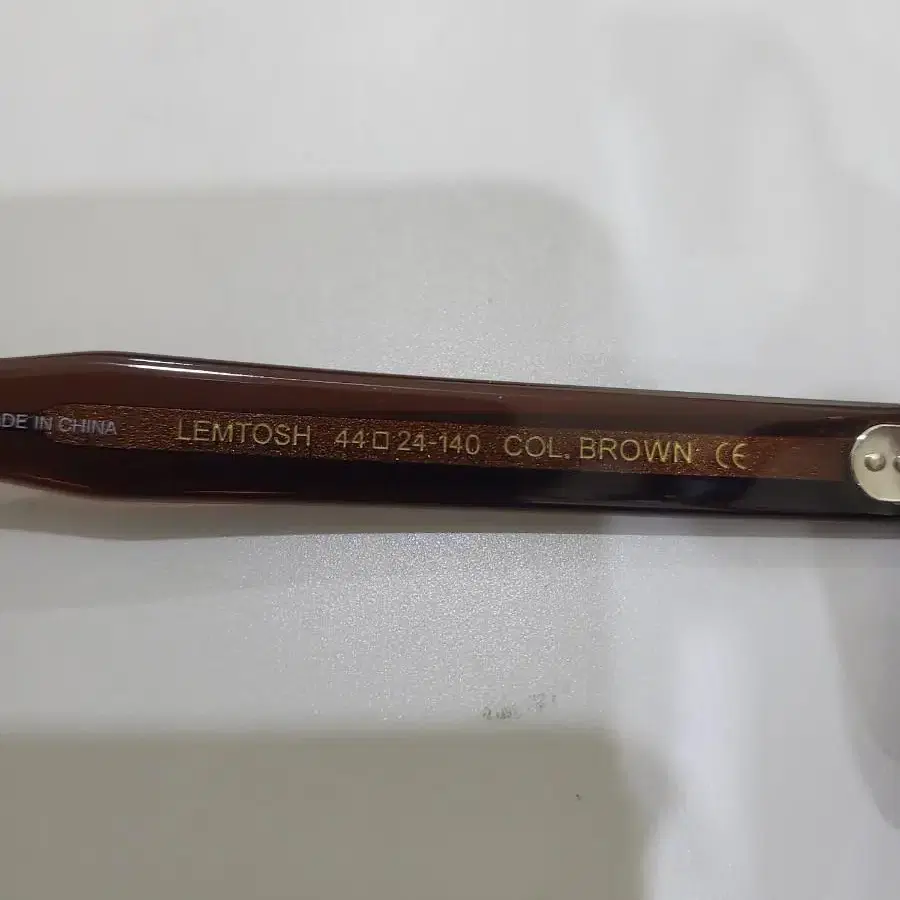 DE IN CHINA LEMTOSH 44□24-140 COL. BROWN CE